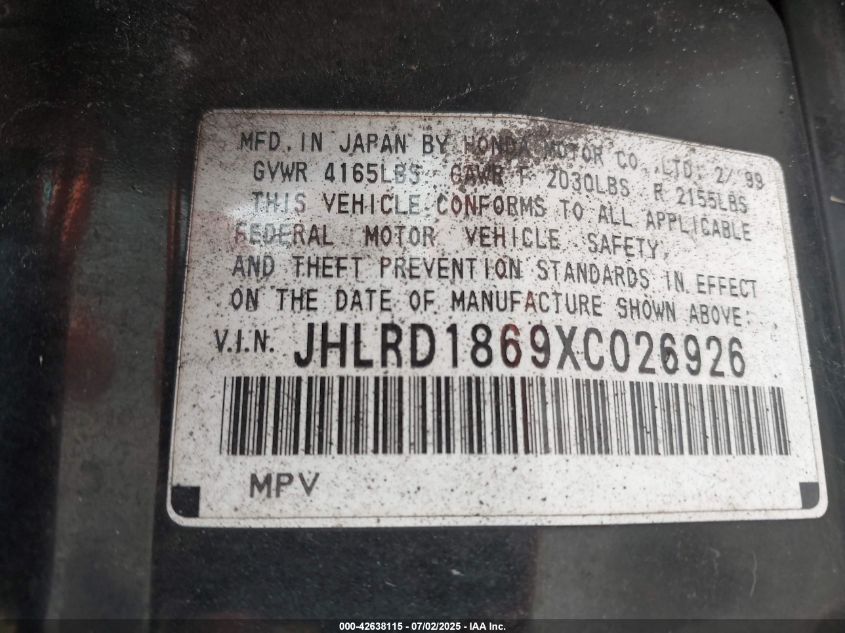 MFD. IN JAPAN BY HONDA MOTOR CO., LTD. 2/'99
GVWR 4165LBS GAWR F 2030LBS R 2155LBS
THIS VEHICLE CONFORMS TO ALL APPLICABLE
FEDERAL MOTOR VEHICLE SAFETY,
AND THEFT PREVENTION STANDARDS IN EFFECT
ON THE DATE OF MANUFACTURE SHOWN ABOVE.
V.I.N. JHLRD1869XC026926
MPV
000-42638115 - 07/02/2025 - IAA Inc.